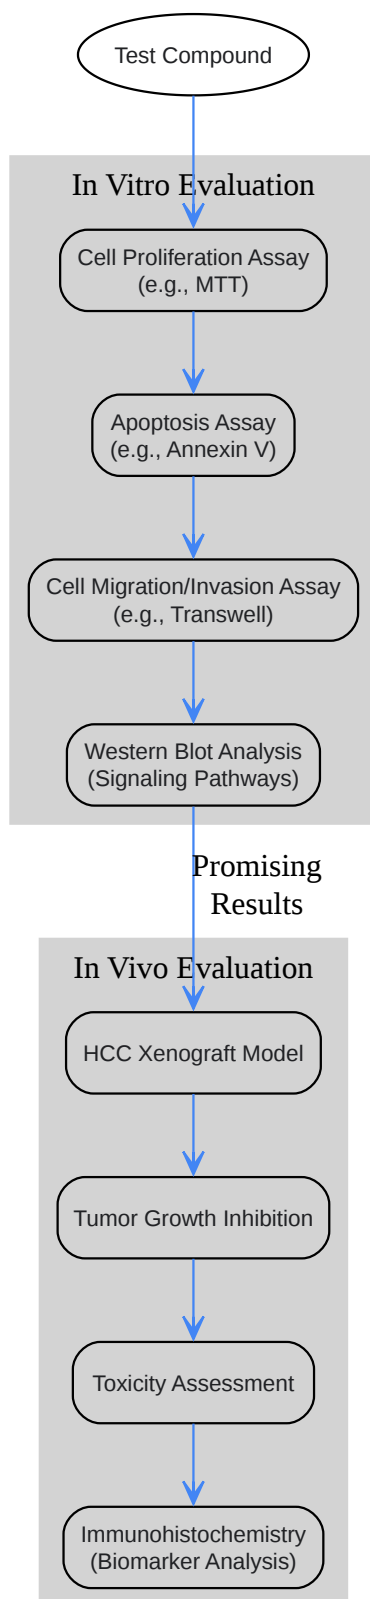 Test Compound
In Vitro Evaluation
Cell Proliferation Assay
(e.g., MTT)
Apoptosis Assay
(e.g., Annexin V)
Cell Migration/Invasion Assay
(e.g., Transwell)
Western Blot Analysis
(Signaling Pathways)
Promising
Results
In Vivo Evaluation
HCC Xenograft Model
Tumor Growth Inhibition
Toxicity Assessment
Immunohistochemistry
(Biomarker Analysis)